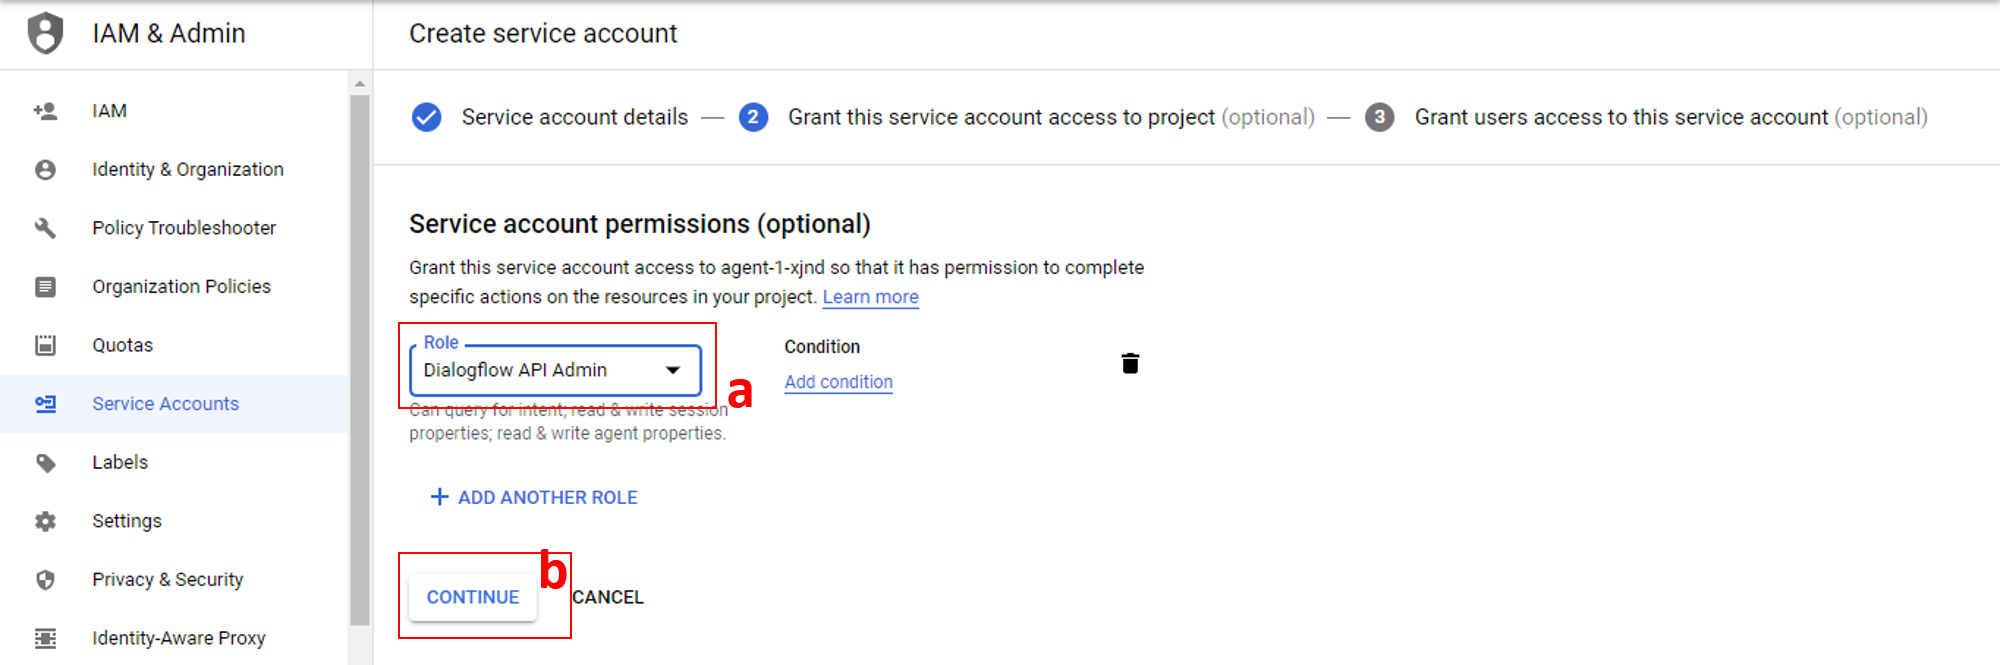 IAM & Admin
Create service account
IAM
Identity & Organization
Policy Troubleshooter
Organization Policies
Quotas
Service Accounts
Labels
Settings
Privacy & Security
Identity-Aware Proxy
Service account details — 2 Grant this service account access to project (optional) — 3 Grant users access to this service account (optional)
Service account permissions (optional)
Grant this service account access to agent-1-xjnd so that it has permission to complete
specific actions on the resources in your project. Learn more
Role
Dialogflow API Admin
a
Condition
Add condition
Can query for intent; read & write session
properties; read & write agent properties.
+ ADD ANOTHER ROLE
b
CONTINUE
CANCEL